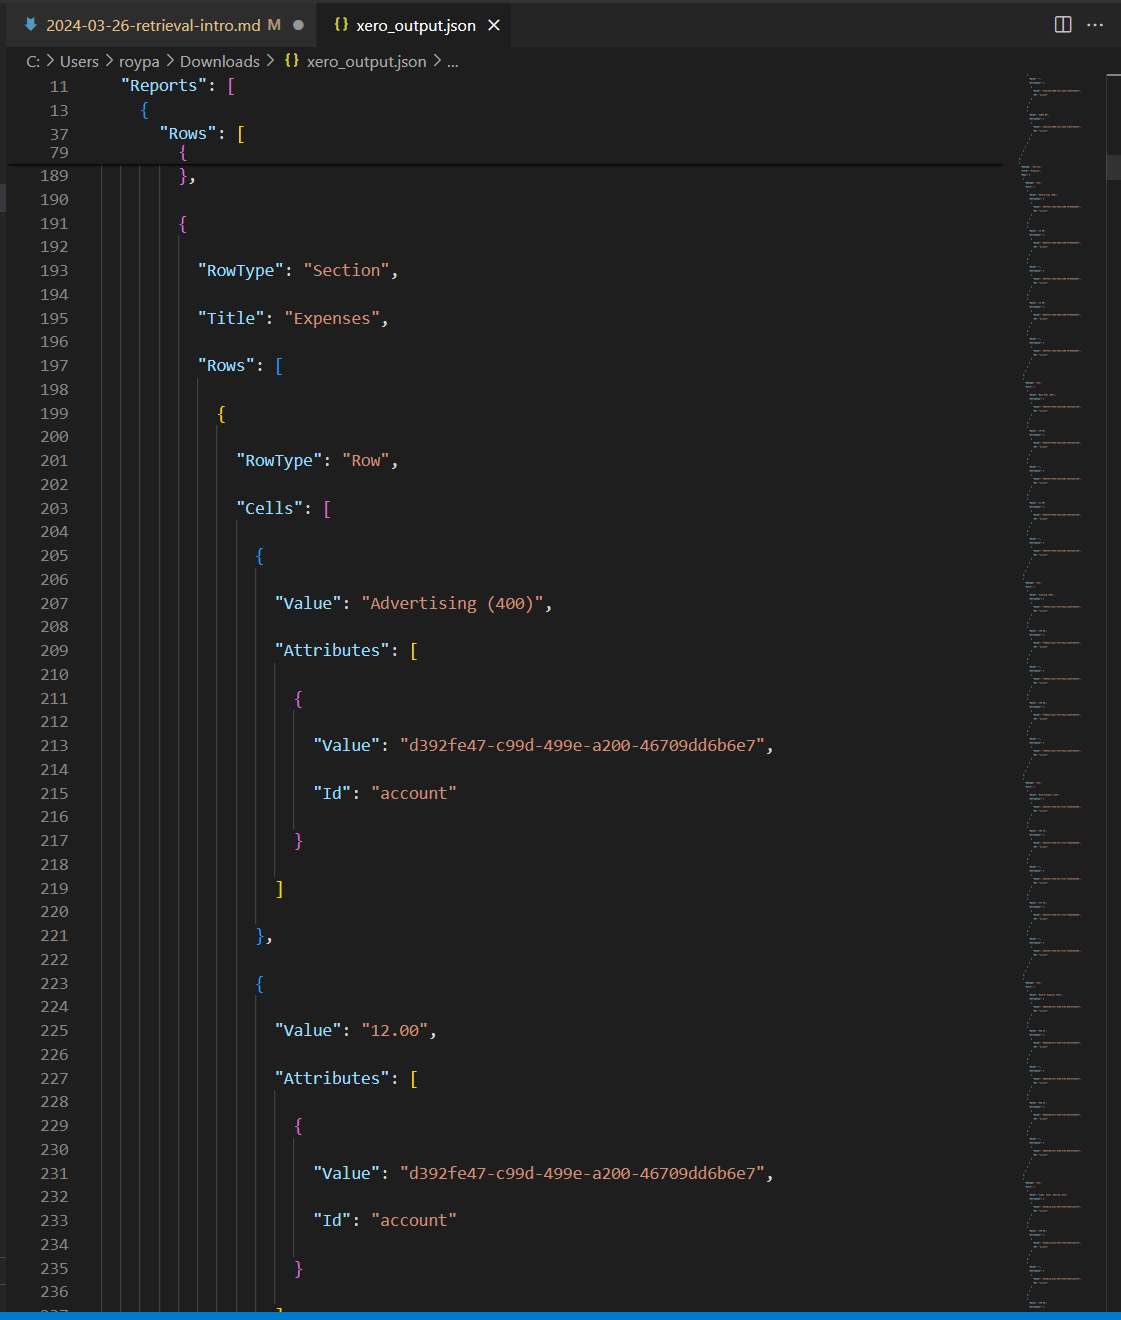 2024-03-26-retrieval-intro.md M ● {} xero_output.json ×
C: > Users > roypa > Downloads > {} xero_output.json > ...
11 "Reports": [
13 {
37 "Rows": [
79 {
189 },
190
191 {
192
193 "RowType": "Section",
194
195 "Title": "Expenses",
196
197 "Rows": [
198
199 {
200
201 "RowType": "Row",
202
203 "Cells": [
204
205 {
206
207 "Value": "Advertising (400)",
208
209 "Attributes": [
210
211 {
212
213 "Value": "d392fe47-c99d-499e-a200-46709dd6b6e7",
214
215 "Id": "account"
216
217 }
218
219 ]
220
221 },
222
223 {
224
225 "Value": "12.00",
226
227 "Attributes": [
228
229 {
230
231 "Value": "d392fe47-c99d-499e-a200-46709dd6b6e7",
232
233 "Id": "account"
234
235 }
236
237 ]